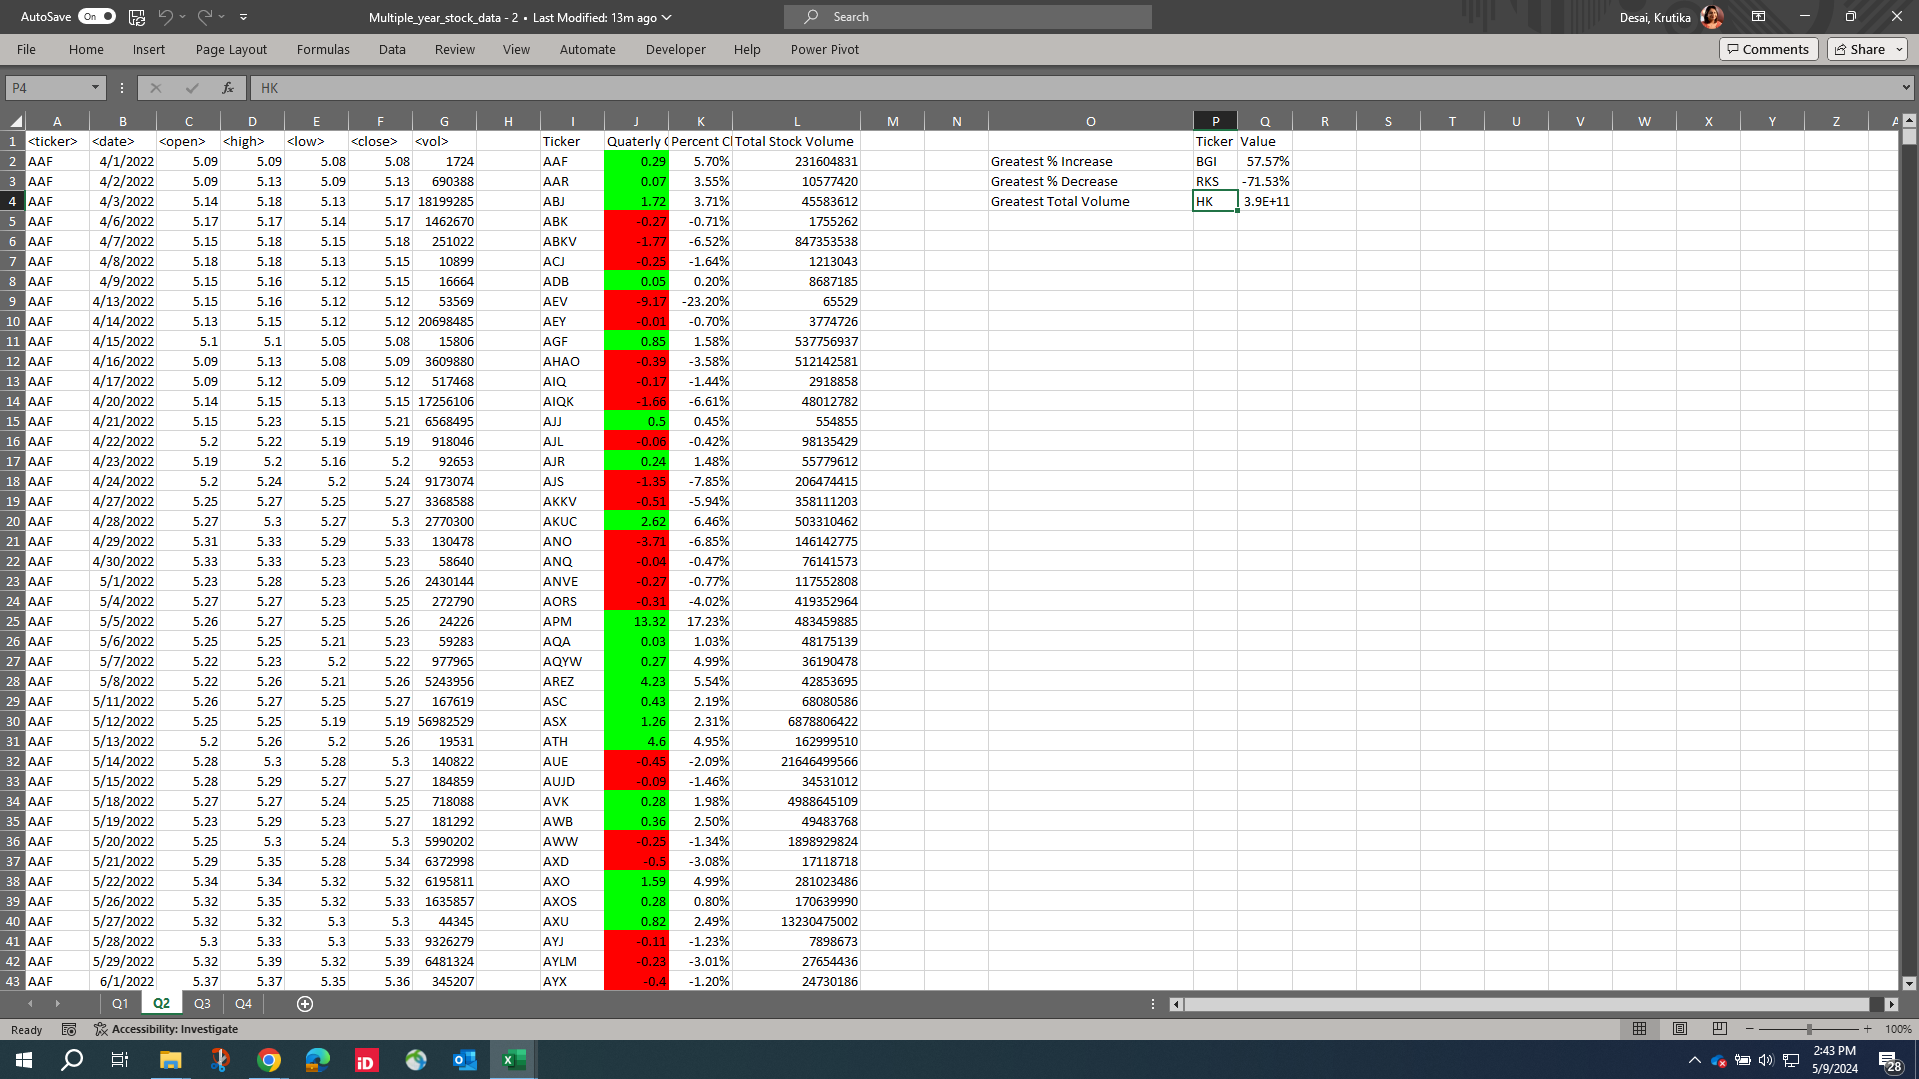 AutoSave On Multiple_year_stock_data - 2 • Last Modified: 13m ago Search Desai, Krutika
File Home Insert Page Layout Formulas Data Review View Automate Developer Help Power Pivot Comments Share
P4 fx HK
A B C D E F G H I J K L M N O P Q R S T U V W X Y Z
1 <ticker> <date> <open> <high> <low> <close> <vol> Ticker Quaterly Percent Total Stock Volume Ticker Value
2 AAF 4/1/2022 5.09 5.09 5.08 5.08 1724 AAF 0.29 5.70% 231604831 Greatest % Increase BGI 57.57%
3 AAF 4/2/2022 5.09 5.13 5.09 5.13 690388 AAR 0.07 3.55% 10577420 Greatest % Decrease RKS -71.53%
4 AAF 4/3/2022 5.14 5.18 5.13 5.17 18199285 ABJ 1.72 3.71% 45583612 Greatest Total Volume HK 3.9E+11
5 AAF 4/6/2022 5.17 5.17 5.14 5.17 1462670 ABK -0.27 -0.71% 1755262
6 AAF 4/7/2022 5.15 5.18 5.15 5.18 251022 ABKV -1.77 -6.52% 847353538
7 AAF 4/8/2022 5.18 5.18 5.13 5.15 10899 ACJ -0.25 -1.64% 1213043
8 AAF 4/9/2022 5.15 5.16 5.12 5.15 16664 ADB 0.05 0.20% 8687185
9 AAF 4/13/2022 5.15 5.16 5.12 5.12 53569 AEV -9.17 -23.20% 65529
10 AAF 4/14/2022 5.13 5.15 5.12 5.12 20698485 AEY -0.01 -0.70% 3774726
11 AAF 4/15/2022 5.1 5.1 5.05 5.08 15806 AGF 0.85 1.58% 537756937
12 AAF 4/16/2022 5.09 5.13 5.08 5.09 3609880 AHAO -0.39 -3.58% 512142581
13 AAF 4/17/2022 5.09 5.12 5.09 5.12 517468 AIQ -0.17 -1.44% 2918858
14 AAF 4/20/2022 5.14 5.15 5.13 5.15 17256106 AIQK -1.66 -6.61% 48012782
15 AAF 4/21/2022 5.15 5.23 5.15 5.21 6568495 AJJ 0.5 0.45% 554855
16 AAF 4/22/2022 5.2 5.22 5.19 5.19 918046 AJL -0.06 -0.42% 98135429
17 AAF 4/23/2022 5.19 5.2 5.16 5.2 92653 AJR 0.24 1.48% 55779612
18 AAF 4/24/2022 5.2 5.24 5.2 5.24 9173074 AJS -1.35 -7.85% 206474415
19 AAF 4/27/2022 5.25 5.27 5.25 5.27 3368588 AKKV -0.51 -5.94% 358111203
20 AAF 4/28/2022 5.27 5.3 5.27 5.3 2770300 AKUC 2.62 6.46% 503310462
21 AAF 4/29/2022 5.31 5.33 5.29 5.33 130478 ANO -3.71 -6.85% 146142775
22 AAF 4/30/2022 5.33 5.33 5.23 5.23 58640 ANQ -0.04 -0.47% 76141573
23 AAF 5/1/2022 5.23 5.28 5.23 5.26 2430144 ANVE -0.27 -0.77% 117552808
24 AAF 5/4/2022 5.27 5.27 5.23 5.25 272790 AORS -0.31 -4.02% 419352964
25 AAF 5/5/2022 5.26 5.27 5.25 5.26 24226 APM 13.32 17.23% 483459885
26 AAF 5/6/2022 5.25 5.25 5.21 5.23 59283 AQA 0.03 1.03% 48175139
27 AAF 5/7/2022 5.22 5.23 5.2 5.22 977965 AQYW 0.27 4.99% 36190478
28 AAF 5/8/2022 5.22 5.26 5.21 5.26 5243956 AREZ 4.23 5.54% 42853695
29 AAF 5/11/2022 5.26 5.27 5.25 5.27 167619 ASC 0.43 2.19% 68080586
30 AAF 5/12/2022 5.25 5.25 5.19 5.19 56982529 ASX 1.26 2.31% 6878806422
31 AAF 5/13/2022 5.2 5.26 5.2 5.26 19531 ATH 4.6 4.95% 162999510
32 AAF 5/14/2022 5.28 5.3 5.28 5.3 140822 AUE -0.45 -2.09% 21646499566
33 AAF 5/15/2022 5.28 5.29 5.27 5.27 184859 AUJD -0.09 -1.46% 34531012
34 AAF 5/18/2022 5.27 5.27 5.24 5.25 718088 AVK 0.28 1.98% 4988645109
35 AAF 5/19/2022 5.23 5.29 5.23 5.27 181292 AWB 0.36 2.50% 49483768
36 AAF 5/20/2022 5.25 5.3 5.24 5.3 5990202 AWW -0.25 -1.34% 1898929824
37 AAF 5/21/2022 5.29 5.35 5.28 5.34 6372998 AXD -0.5 -3.08% 17118718
38 AAF 5/22/2022 5.34 5.34 5.32 5.32 6195811 AXO 1.59 4.99% 281023486
39 AAF 5/26/2022 5.32 5.35 5.32 5.33 1635857 AXOS 0.28 0.80% 170639990
40 AAF 5/27/2022 5.32 5.32 5.3 5.3 44345 AXU 0.82 2.49% 13230475002
41 AAF 5/28/2022 5.3 5.33 5.3 5.33 9326279 AYJ -0.11 -1.23% 7898673
42 AAF 5/29/2022 5.32 5.39 5.32 5.39 6481324 AYLM -0.23 -3.01% 27654436
43 AAF 6/1/2022 5.37 5.37 5.35 5.36 345207 AYX -0.4 -1.20% 24730186
Q1 Q2 Q3 Q4
Ready Accessibility: Investigate 100%
iD 2:43 PM
5/9/2024 28